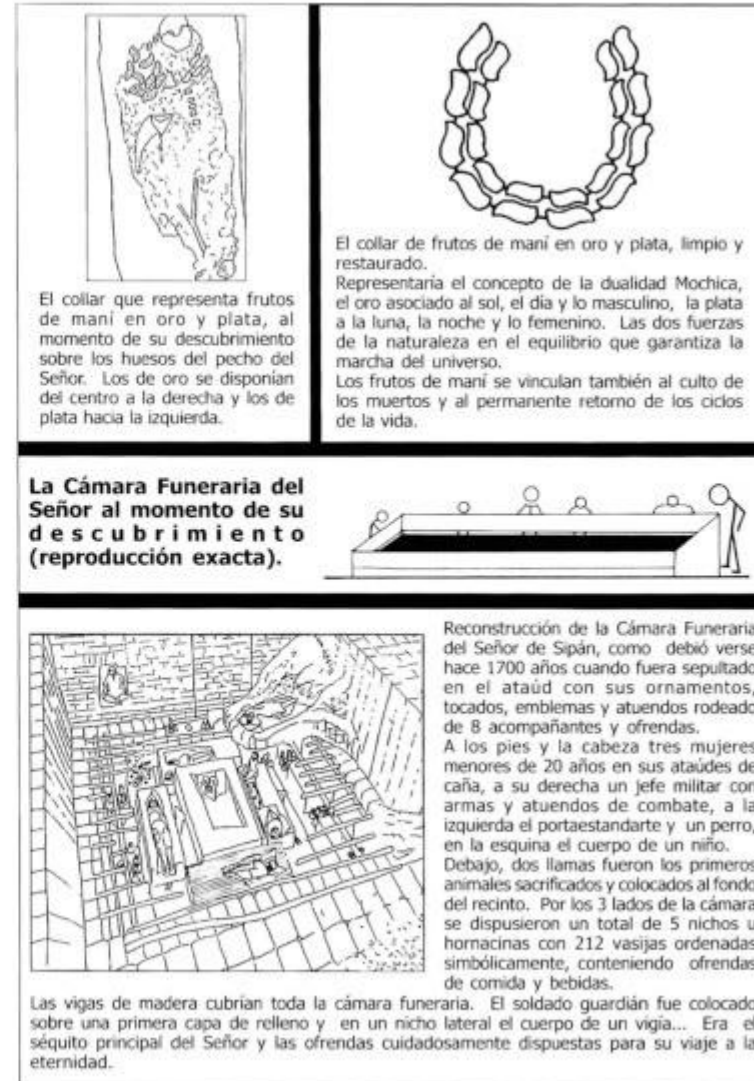 El collar que representa frutos
de maní en oro y plata, al
momento de su descubrimiento
sobre los huesos del pecho del
Señor. Los de oro se disponían
del centro a la derecha y los de
plata hacia la izquierda.
El collar de frutos de maní en oro y plata, limpio y
restaurado.
Representaría el concepto de la dualidad Mochica,
el oro asociado al sol, el día y lo masculino, la plata
a la luna, la noche y lo femenino. Las dos fuerzas
de la naturaleza en el equilibrio que garantiza la
marcha del universo.
Los frutos de maní se vinculan también al culto de
los muertos y al permanente retorno de los ciclos
de la vida.
La Cámara Funeraria del
Señor al momento de su
descubrimiento
(reproducción exacta).
Reconstrucción de la Cámara Funeraria
del Señor de Sipán, como debió verse
hace 1700 años cuando fuera sepultado
en el ataúd con sus ornamentos,
tocados, emblemas y atuendos rodeado
de 8 acompañantes y ofrendas.
A los pies y la cabeza tres mujeres
menores de 20 años en sus ataúdes de
caña, a su derecha un jefe militar con
armas y atuendos de combate, a la
izquierda el portaestandarte y un perro,
en la esquina el cuerpo de un niño.
Debajo, dos llamas fueron los primeros
animales sacrificados y colocados al fondo
del recinto. Por los 3 lados de la cámara
se dispusieron un total de 5 nichos u
hornacinas con 212 vasijas ordenadas
simbólicamente, conteniendo ofrendas
de comida y bebidas.
Las vigas de madera cubrían toda la cámara funeraria. El soldado guardián fue colocado
sobre una primera capa de relleno y en un nicho lateral el cuerpo de un vigía... Era el
séquito principal del Señor y las ofrendas cuidadosamente dispuestas para su viaje a la
eternidad.